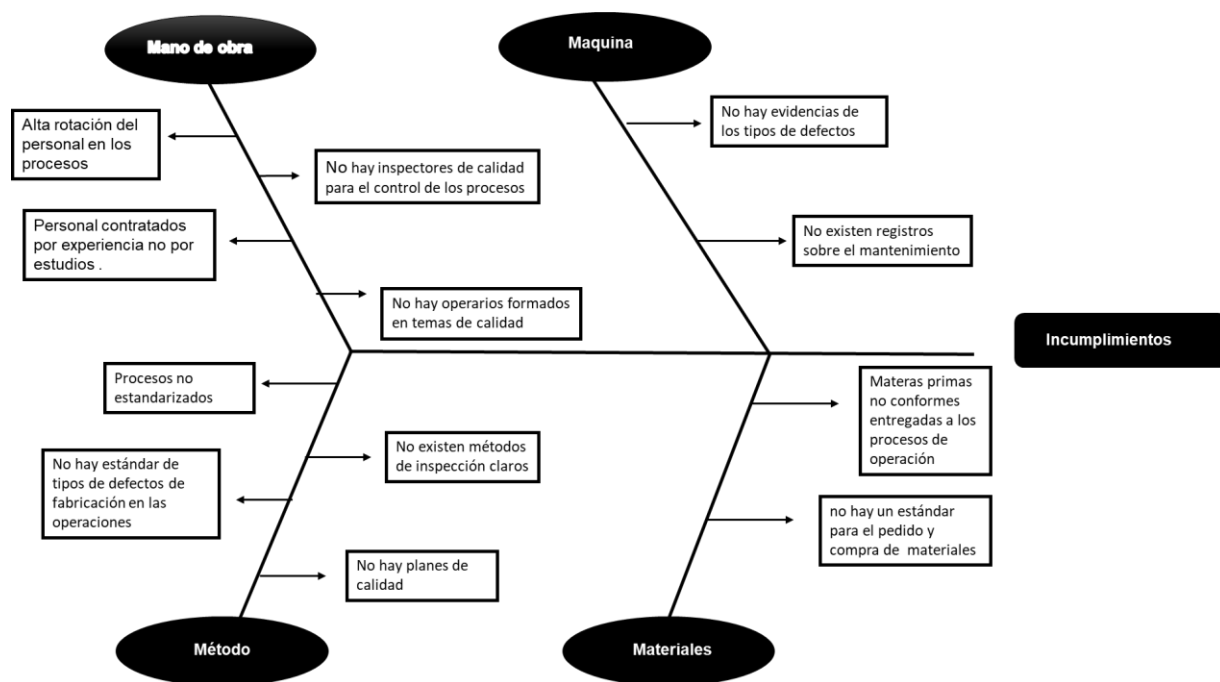 Mano de obra
Maquina
Alta rotación del
personal en los
procesos
No hay inspectores de calidad
para el control de los procesos
Personal contratados
por experiencia no por
estudios .
No hay operarios formados
en temas de calidad
No hay evidencias de
los tipos de defectos
No existen registros
sobre el mantenimiento
Incumplimientos
Procesos no
estandarizados
No existen métodos
de inspección claros
No hay estándar de
tipos de defectos de
fabricación en las
operaciones
No hay planes de
calidad
Materas primas
no conformes
entregadas a los
procesos de
operación
no hay un estándar
para el pedido y
compra de materiales
Método
Materiales